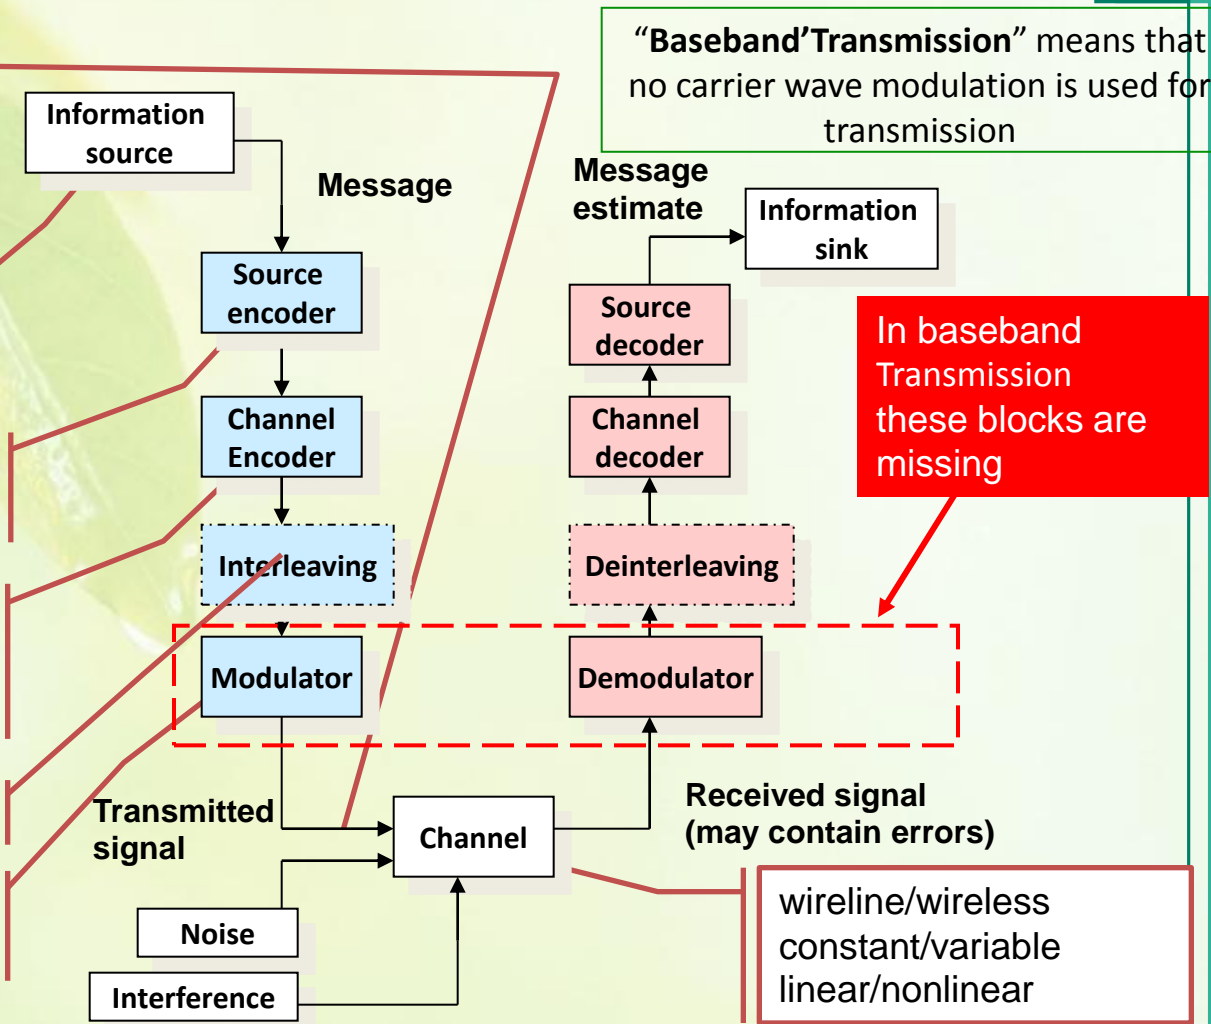 “Baseband’Transmission” means that
no carrier wave modulation is used for
transmission
Information
source
Message
Message
estimate
Information
sink
Source
encoder
Source
decoder
In baseband
Transmission
these blocks are
missing
Channel
Encoder
Channel
decoder
Interleaving
Deinterleaving
Modulator
Demodulator
Transmitted
signal
Channel
Received signal
(may contain errors)
Noise
Interference
wireline/wireless
constant/variable
linear/nonlinear